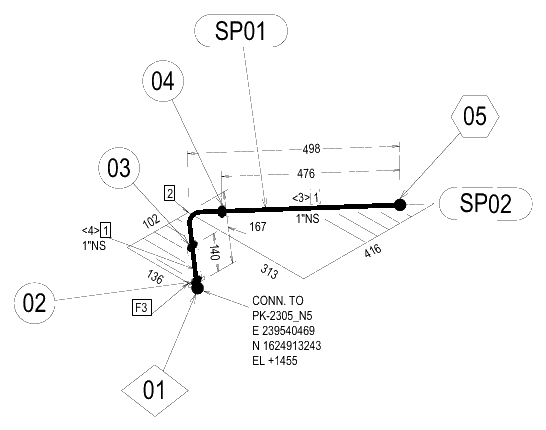 SP01
04
05
498
03
476
2
<3> 1
1"NS
SP02
102
<4> 1
1"NS
167
416
140
136
313
02
F3
CONN. TO
PK-2305_N5
E 239540469
N 1624913243
EL +1455
01